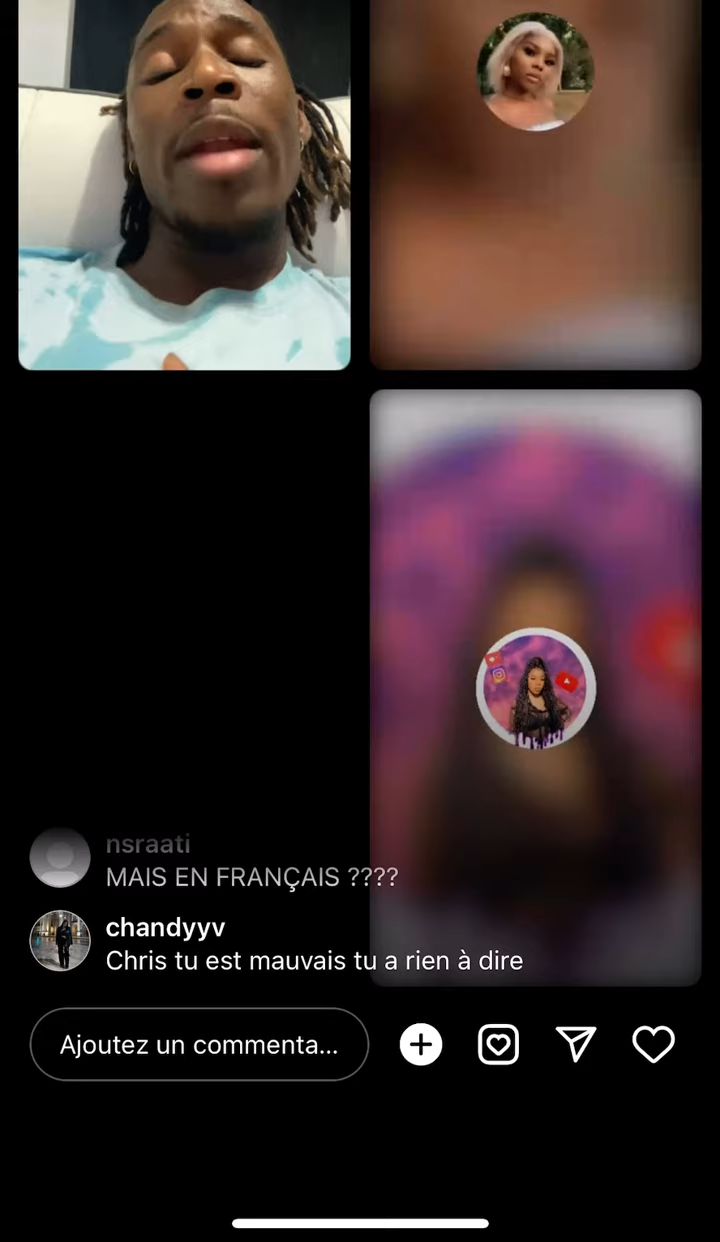 nsraati
MAIS EN FRANÇAIS ????
chandyyv
Chris tu est mauvais tu a rien à dire
Ajoutez un commenta...